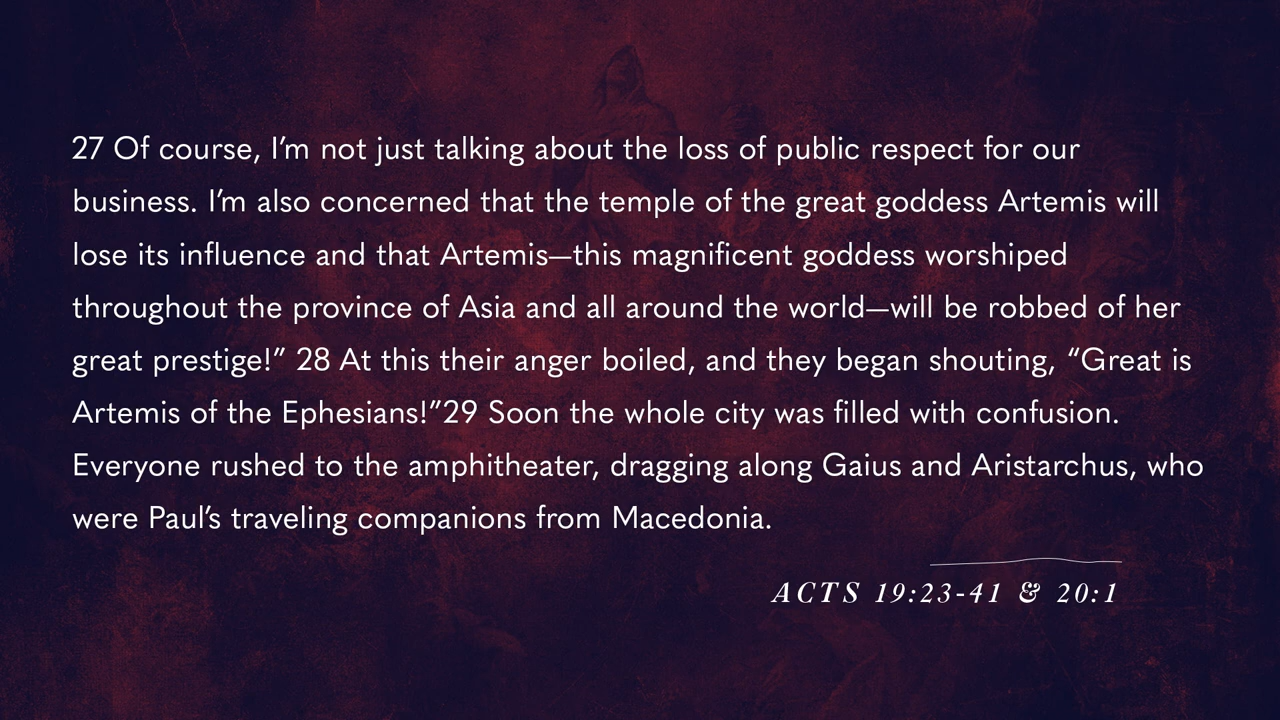 27 Of course, I’m not just talking about the loss of public respect for our
business. I’m also concerned that the temple of the great goddess Artemis will
lose its influence and that Artemis—this magnificent goddess worshiped
throughout the province of Asia and all around the world—will be robbed of her
great prestige!” 28 At this their anger boiled, and they began shouting, “Great is
Artemis of the Ephesians!”29 Soon the whole city was filled with confusion.
Everyone rushed to the amphitheater, dragging along Gaius and Aristarchus, who
were Paul’s traveling companions from Macedonia.
ACTS 19:23-41 & 20:1